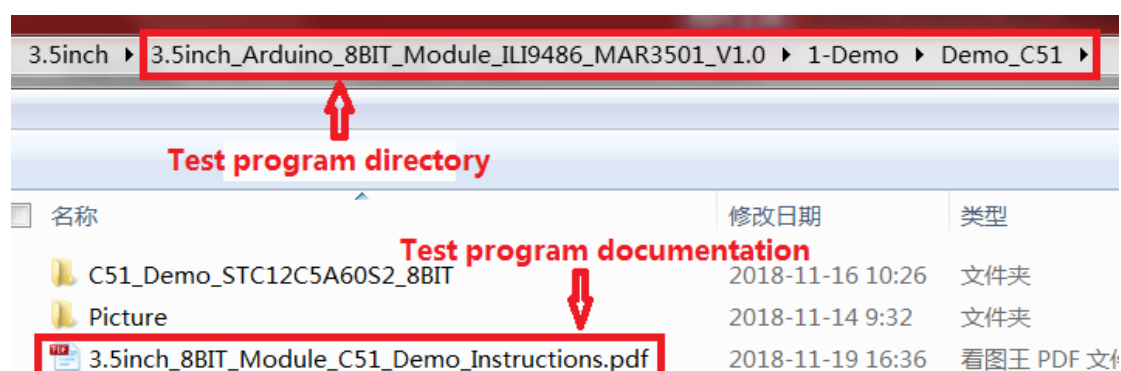 3.5inch ▸ 3.5inch_Arduino_8BIT_Module_ILI9486_MAR3501_V1.0 ▸ 1-Demo ▸ Demo_C51 ▸
Test program directory
名称 修改日期 类型
Test program documentation
C51_Demo_STC12C5A60S2_8BIT 2018-11-16 10:26 文件夹
Picture 2018-11-14 9:32 文件夹
3.5inch_8BIT_Module_C51_Demo_Instructions.pdf 2018-11-19 16:36 看图王 PDF 文